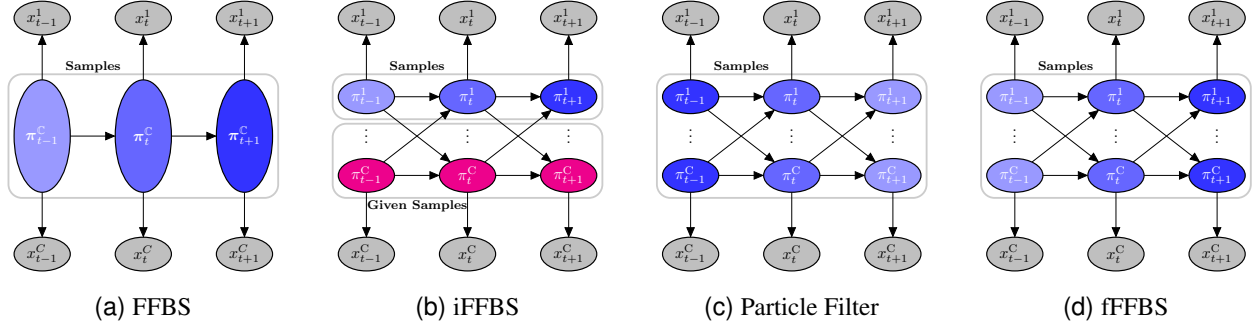 x^1_{t-1} x^1_t x^1_{t+1} x^1_{t-1} x^1_t x^1_{t+1} x^1_{t-1} x^1_t x^1_{t+1} x^1_{t-1} x^1_t x^1_{t+1}
Samples Samples Samples Samples
π^1_{t-1} π^1_t π^1_{t+1} π^1_{t-1} π^1_t π^1_{t+1} π^1_{t-1} π^1_t π^1_{t+1}
π^ℂ_{t-1} π^ℂ_t π^ℂ_{t+1} ⋮ ⋮ ⋮ ⋮ ⋮ ⋮ ⋮ ⋮ ⋮
π^C_{t-1} π^C_t π^C_{t+1} π^C_{t-1} π^C_t π^C_{t+1} π^C_{t-1} π^C_t π^C_{t+1}
Given Samples
x^C_{t-1} x^C_t x^C_{t+1} x^C_{t-1} x^C_t x^C_{t+1} x^C_{t-1} x^C_t x^C_{t+1} x^C_{t-1} x^C_t x^C_{t+1}
(a) FFBS (b) iFFBS (c) Particle Filter (d) fFFBS